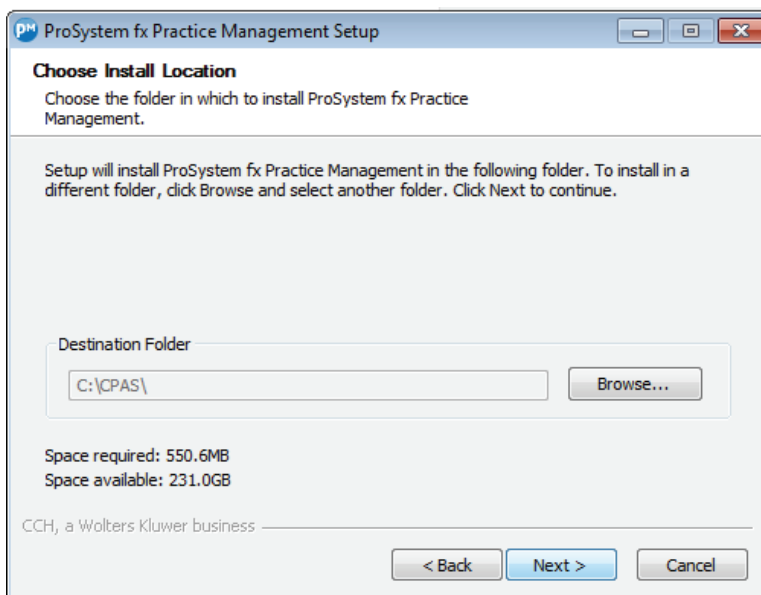 PM ProSystem fx Practice Management Setup
Choose Install Location
Choose the folder in which to install ProSystem fx Practice
Management.
Setup will install ProSystem fx Practice Management in the following folder. To install in a
different folder, click Browse and select another folder. Click Next to continue.
Destination Folder
C:\CPAS\
Browse...
Space required: 550.6MB
Space available: 231.0GB
CCH, a Wolters Kluwer business
< Back Next > Cancel